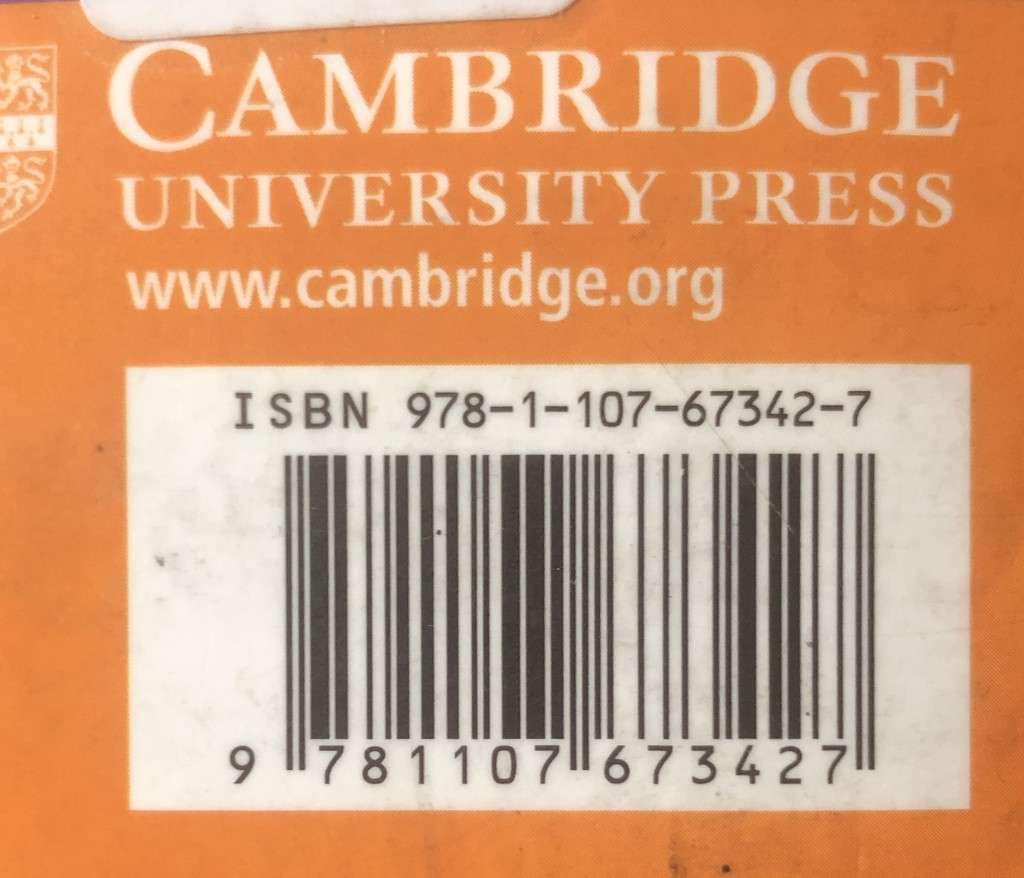 CAMBRIDGE
UNIVERSITY PRESS
www.cambridge.org
ISBN 978-1-107-67342-7
9 781107 673427